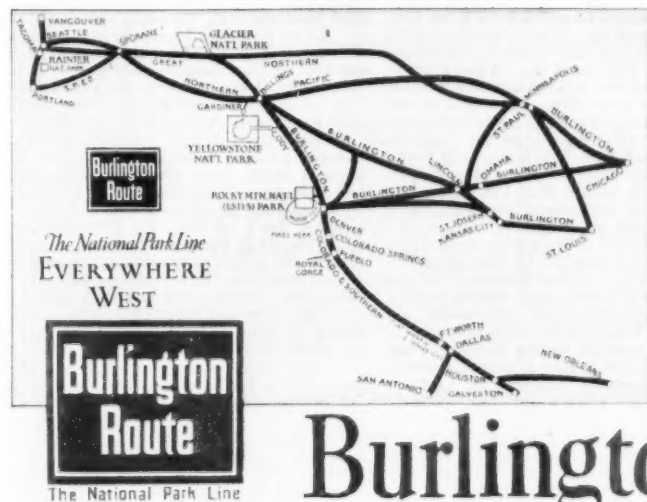 VANCOUVER
SEATTLE
TACOMA
SPOKANE
GLACIER
NAT'L PARK
RAINIER
NAT. PARK
GREAT
NORTHERN
S.P.&S.
PORTLAND
NORTHERN
PACIFIC
BILLINGS
GARDINER
CODY
YELLOWSTONE
NAT'L PARK
MINNEAPOLIS
ST. PAUL
BURLINGTON
BURLINGTON
BURLINGTON
LINCOLN
OMAHA
BURLINGTON
CHICAGO
ROCKY MTN. NAT'L
(ESTES) PARK
BURLINGTON
DENVER
PIKES PEAK
COLORADO SPRINGS
PUEBLO
ROYAL
GORGE
COLORADO & SOUTHERN
ST. JOSEPH
KANSAS CITY
BURLINGTON
ST. LOUIS
FT. WORTH
DALLAS
HOUSTON
NEW ORLEANS
SAN ANTONIO
GALVESTON
Burlington
Route
The National Park Line
EVERYWHERE
WEST
Burlington
Route
The National Park Line
Burlingt